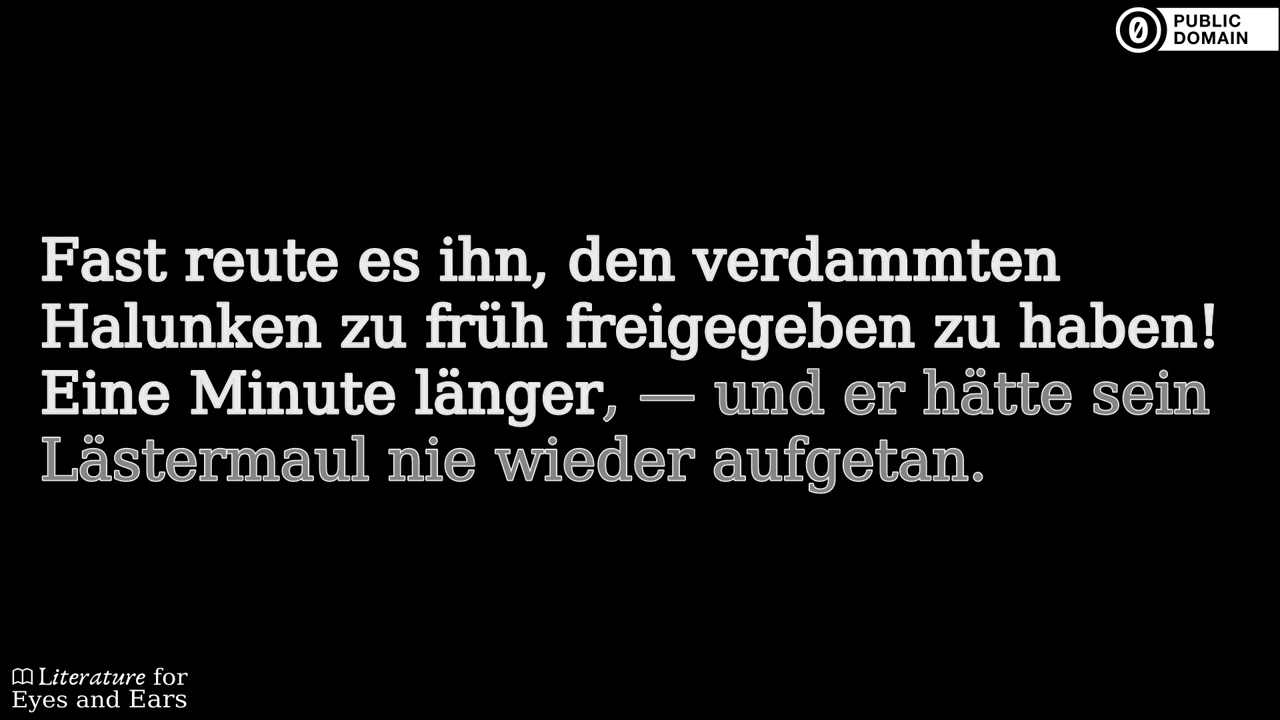 PUBLIC
DOMAIN
Fast reute es ihn, den verdammten
Halunken zu früh freigegeben zu haben!
Eine Minute länger, — und er hätte sein
Lästermaul nie wieder aufgetan.
Literature for
Eyes and Ears